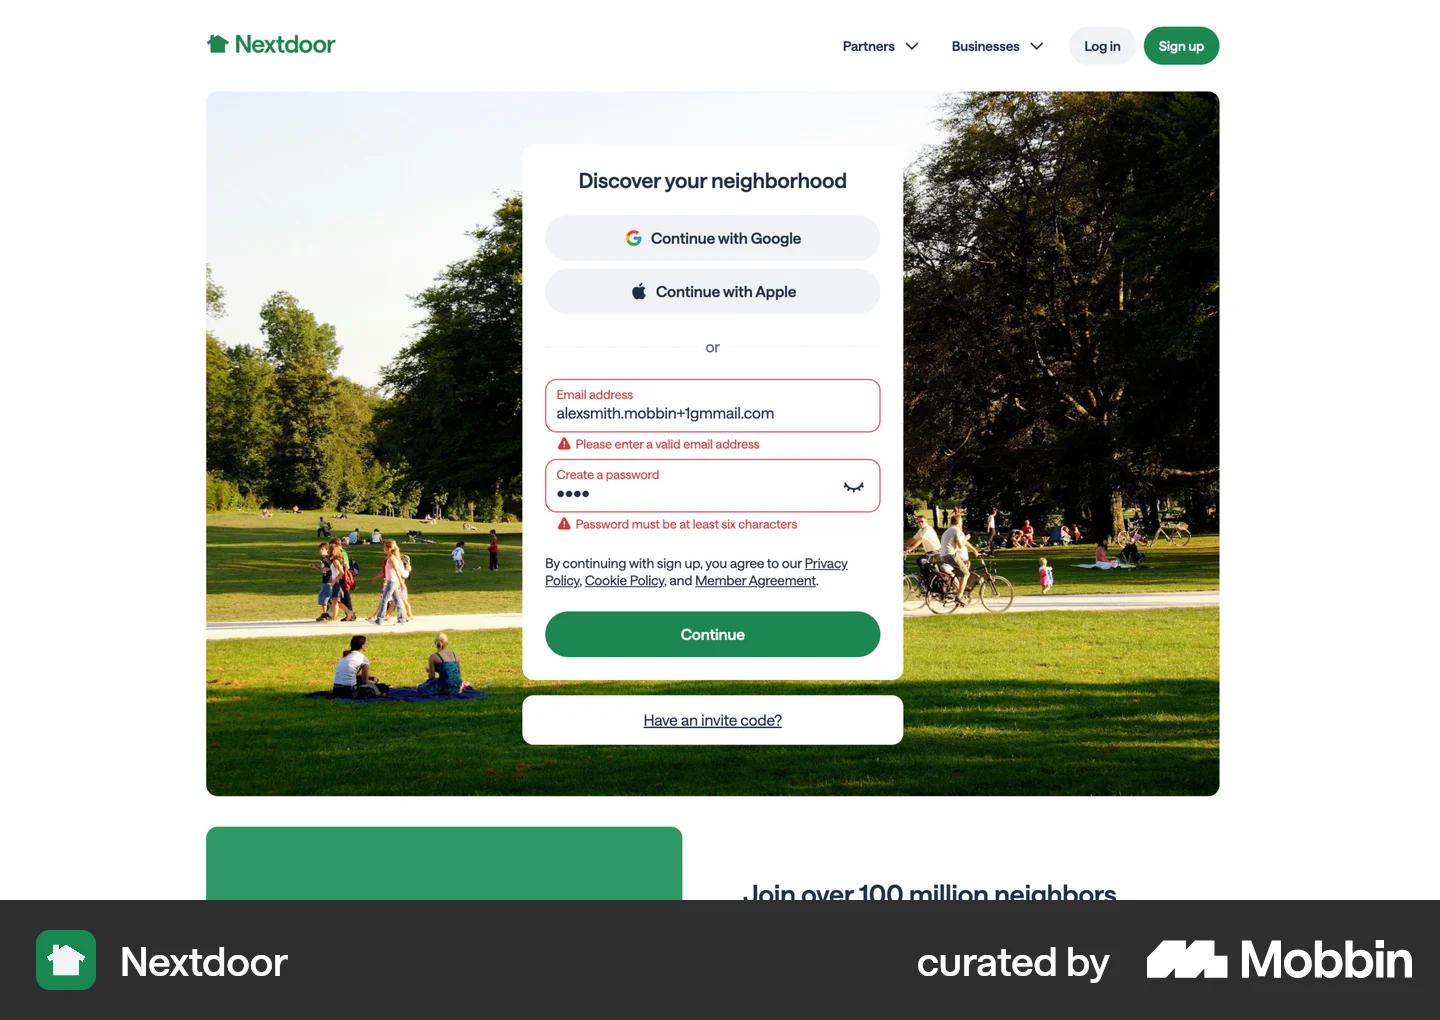 Nextdoor
Partners
Businesses
Log in
Sign up
Discover your neighborhood
Continue with Google
Continue with Apple
or
Email address
alexsmith.mobbin+1gmmail.com
Please enter a valid email address
Create a password
Password must be at least six characters
By continuing with sign up, you agree to our Privacy
Policy, Cookie Policy, and Member Agreement.
Continue
Have an invite code?
Join over 100 million neighbors
Nextdoor
curated by
Mobbin